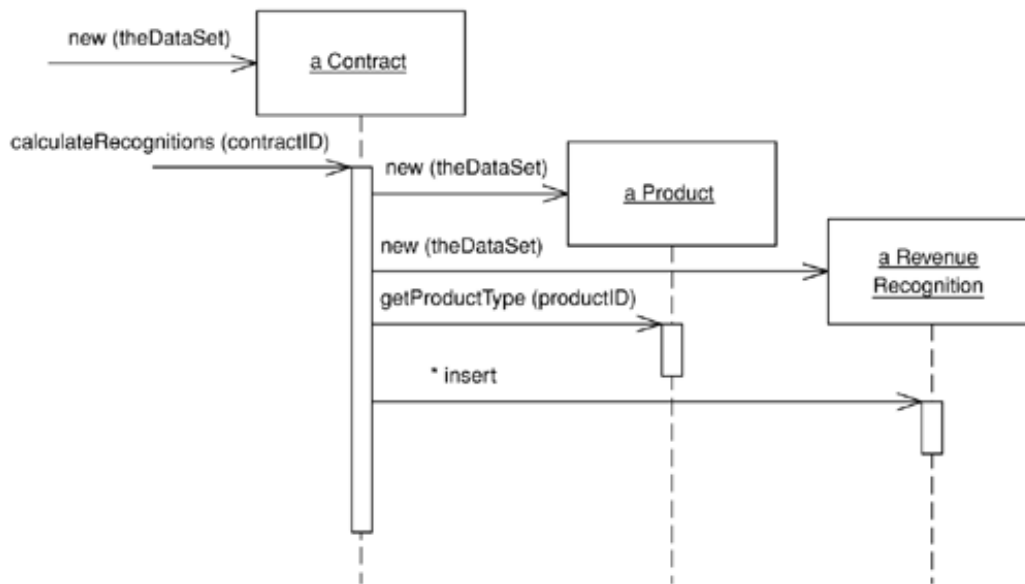 new (theDataSet)
a Contract
calculateRecognitions (contractID)
new (theDataSet)
a Product
new (theDataSet)
a Revenue
Recognition
getProductType (productID)
* insert